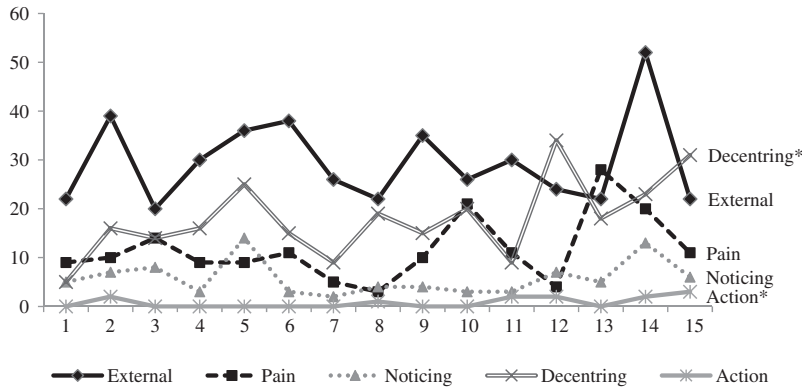 60
50
40
30
20
10
0
1 2 3 4 5 6 7 8 9 10 11 12 13 14 15
Decentring*
External
Pain
Noticing
Action*
External Pain Noticing Decentring Action